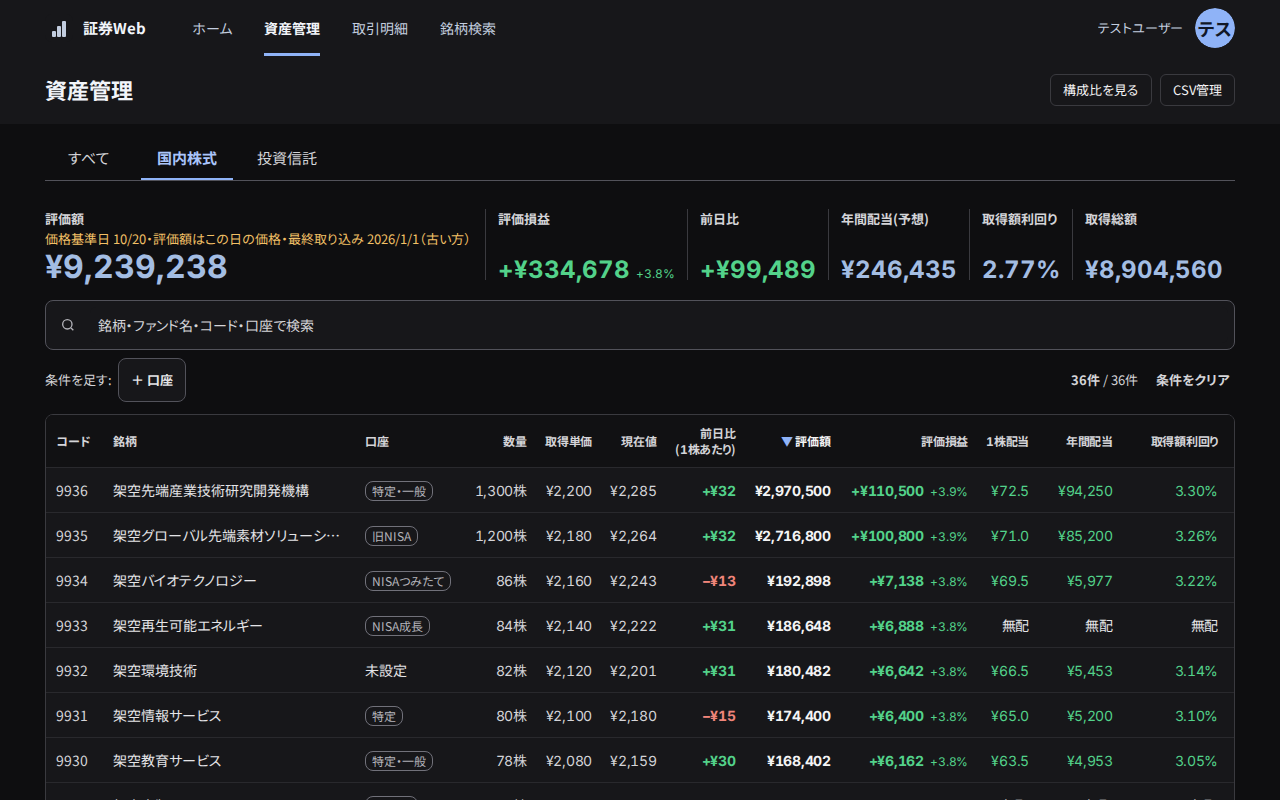 証券Web ホーム 資産管理 取引明細 銘柄検索 テストユーザー テス
資産管理 構成比を見る CSV管理
すべて 国内株式 投資信託
評価額 評価損益 前日比 年間配当(予想) 取得額利回り 取得総額
価格基準日 10/20・評価額はこの日の価格・最終取り込み 2026/1/1（古い方）
¥9,239,238 +¥334,678 +3.8% +¥99,489 ¥246,435 2.77% ¥8,904,560
銘柄・ファンド名・コード・口座で検索
条件を足す: ＋口座 36件 / 36件 条件をクリア
コード 銘柄 口座 数量 取得単価 現在値 前日比 (1株あたり) ▼評価額 評価損益 1株配当 年間配当 取得額利回り
9936 架空先端産業技術研究開発機構 特定・一般 1,300株 ¥2,200 ¥2,285 +¥32 ¥2,970,500 +¥110,500 +3.9% ¥72.5 ¥94,250 3.30%
9935 架空グローバル先端素材ソリューシ… 旧NISA 1,200株 ¥2,180 ¥2,264 +¥32 ¥2,716,800 +¥100,800 +3.9% ¥71.0 ¥85,200 3.26%
9934 架空バイオテクノロジー NISAつみたて 86株 ¥2,160 ¥2,243 −¥13 ¥192,898 +¥7,138 +3.8% ¥69.5 ¥5,977 3.22%
9933 架空再生可能エネルギー NISA成長 84株 ¥2,140 ¥2,222 +¥31 ¥186,648 +¥6,888 +3.8% 無配 無配 無配
9932 架空環境技術 未設定 82株 ¥2,120 ¥2,201 +¥31 ¥180,482 +¥6,642 +3.8% ¥66.5 ¥5,453 3.14%
9931 架空情報サービス 特定 80株 ¥2,100 ¥2,180 −¥15 ¥174,400 +¥6,400 +3.8% ¥65.0 ¥5,200 3.10%
9930 架空教育サービス 特定・一般 78株 ¥2,080 ¥2,159 +¥30 ¥168,402 +¥6,162 +3.8% ¥63.5 ¥4,953 3.05%